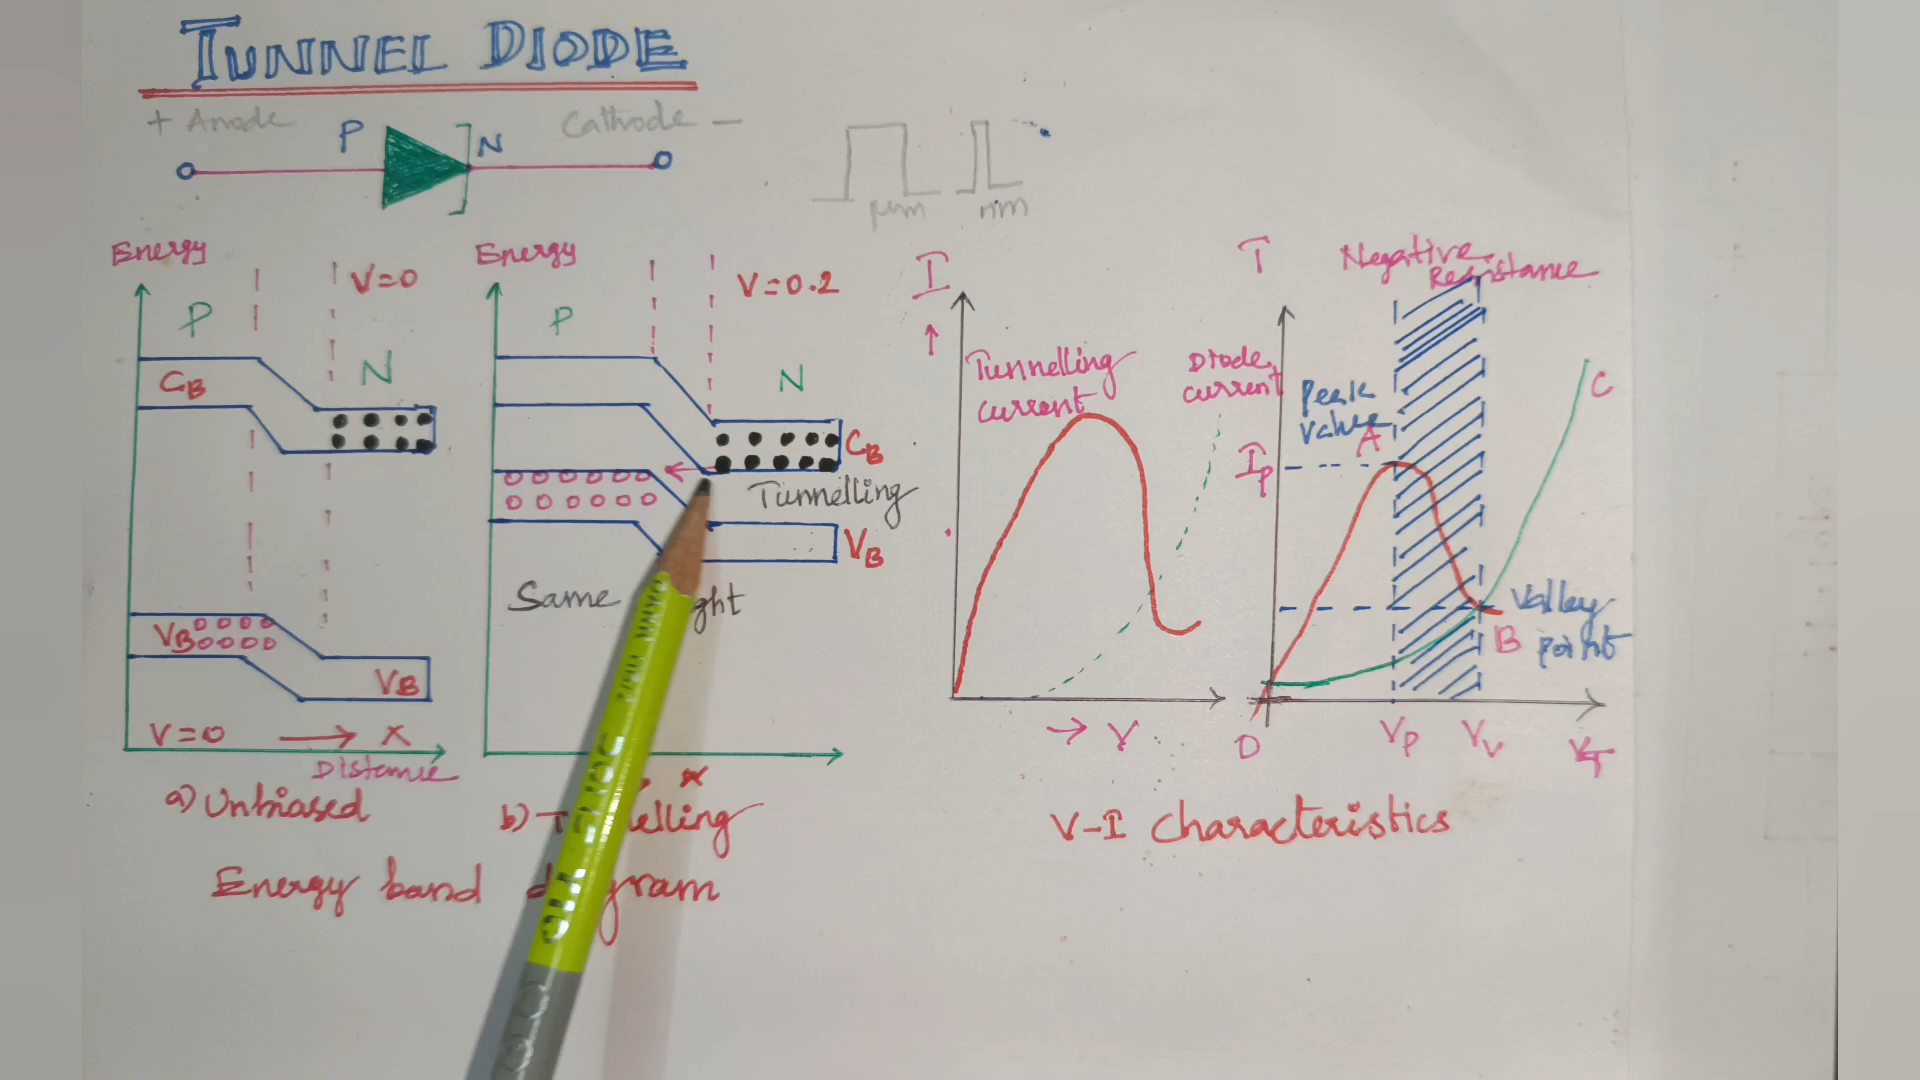 TUNNEL DIODE
+ Anode P N Cathode -
µm nm
Energy
V=0
P
CB
N
VB
VB
V=0 → X
Distance
a) Unbiased
Energy
V=0.2
P
N
CB
Tunnelling
VB
Same
x
Energy band
I
↑
Tunnelling
current
Diode
current
→ V
I
Negative
Resistance
Peak
value
A
Ip
C
Valley
point
B
O
Vp
Vv
V-I Characteristics